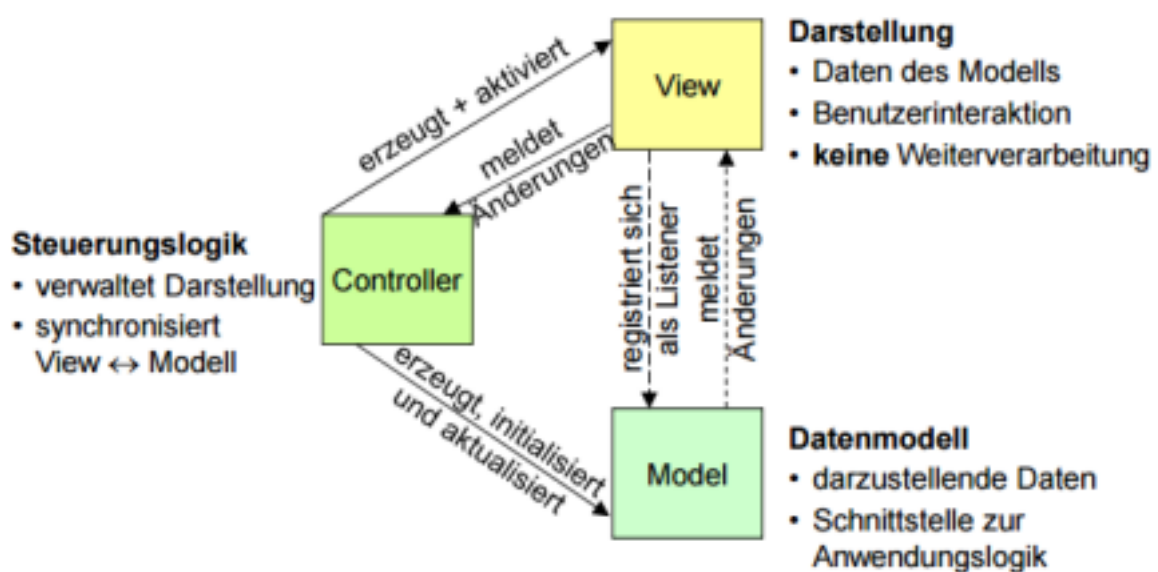 Darstellung
• Daten des Modells
• Benutzerinteraktion
• keine Weiterverarbeitung
View
erzeugt + aktiviert
meldet
Änderungen
Steuerungslogik
• verwaltet Darstellung
• synchronisiert
View ↔ Modell
Controller
registriert sich
als Listener
meldet
Änderungen
erzeugt, initialisiert
und aktualisiert
Model
Datenmodell
• darzustellende Daten
• Schnittstelle zur
Anwendungslogik